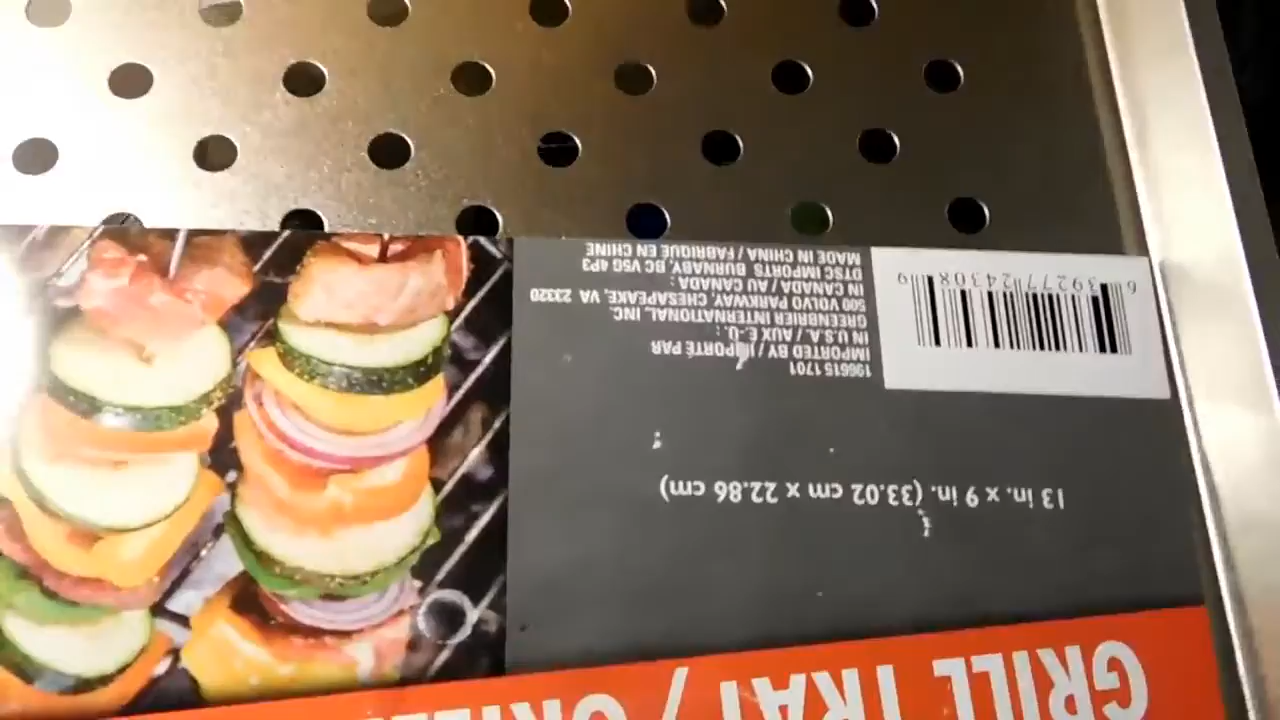 GRILL TRAY /
13 in. x 9 in. (33.02 cm x 22.86 cm)
196615 1701
IMPORTED BY / IMPORTÉ PAR
IN U.S.A. / AUX É.-U. :
GREENBRIER INTERNATIONAL, INC.
500 VOLVO PARKWAY, CHESAPEAKE, VA 23320
IN CANADA / AU CANADA :
DTSC IMPORTS BURNABY, BC V5G 4P3
MADE IN CHINA / FABRIQUÉ EN CHINE
6 39277 24308 9